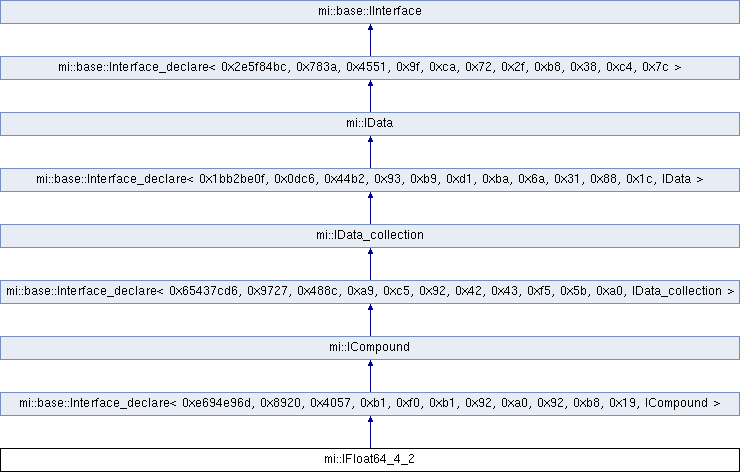 mi::base::IInterface
mi::base::Interface_declare< 0x2e5f84bc, 0x783a, 0x4551, 0x9f, 0xca, 0x72, 0x2f, 0xb8, 0x38, 0xc4, 0x7c >
mi::IData
mi::base::Interface_declare< 0x1bb2be0f, 0x0dc6, 0x44b2, 0x93, 0xb9, 0xd1, 0xba, 0x6a, 0x31, 0x88, 0x1c, IData >
mi::IData_collection
mi::base::Interface_declare< 0x65437cd6, 0x9727, 0x488c, 0xa9, 0xc5, 0x92, 0x42, 0x43, 0xf5, 0x5b, 0xa0, IData_collection >
mi::ICompound
mi::base::Interface_declare< 0xe694e96d, 0x8920, 0x4057, 0xb1, 0xf0, 0xb1, 0x92, 0xa0, 0x92, 0xb8, 0x19, ICompound >
mi::IFloat64_4_2